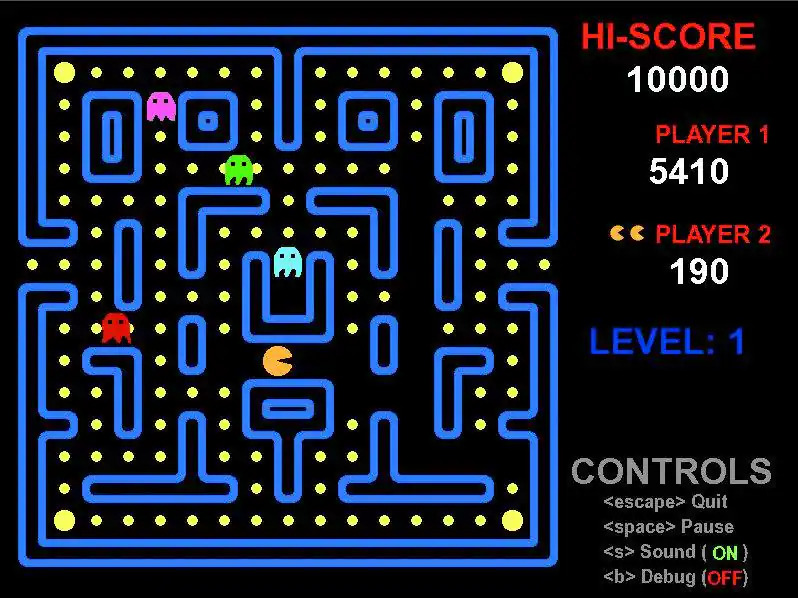 HI-SCORE
10000
PLAYER 1
5410
PLAYER 2
190
LEVEL: 1
CONTROLS
<escape> Quit
<space> Pause
<s> Sound ( ON )
<b> Debug (OFF)